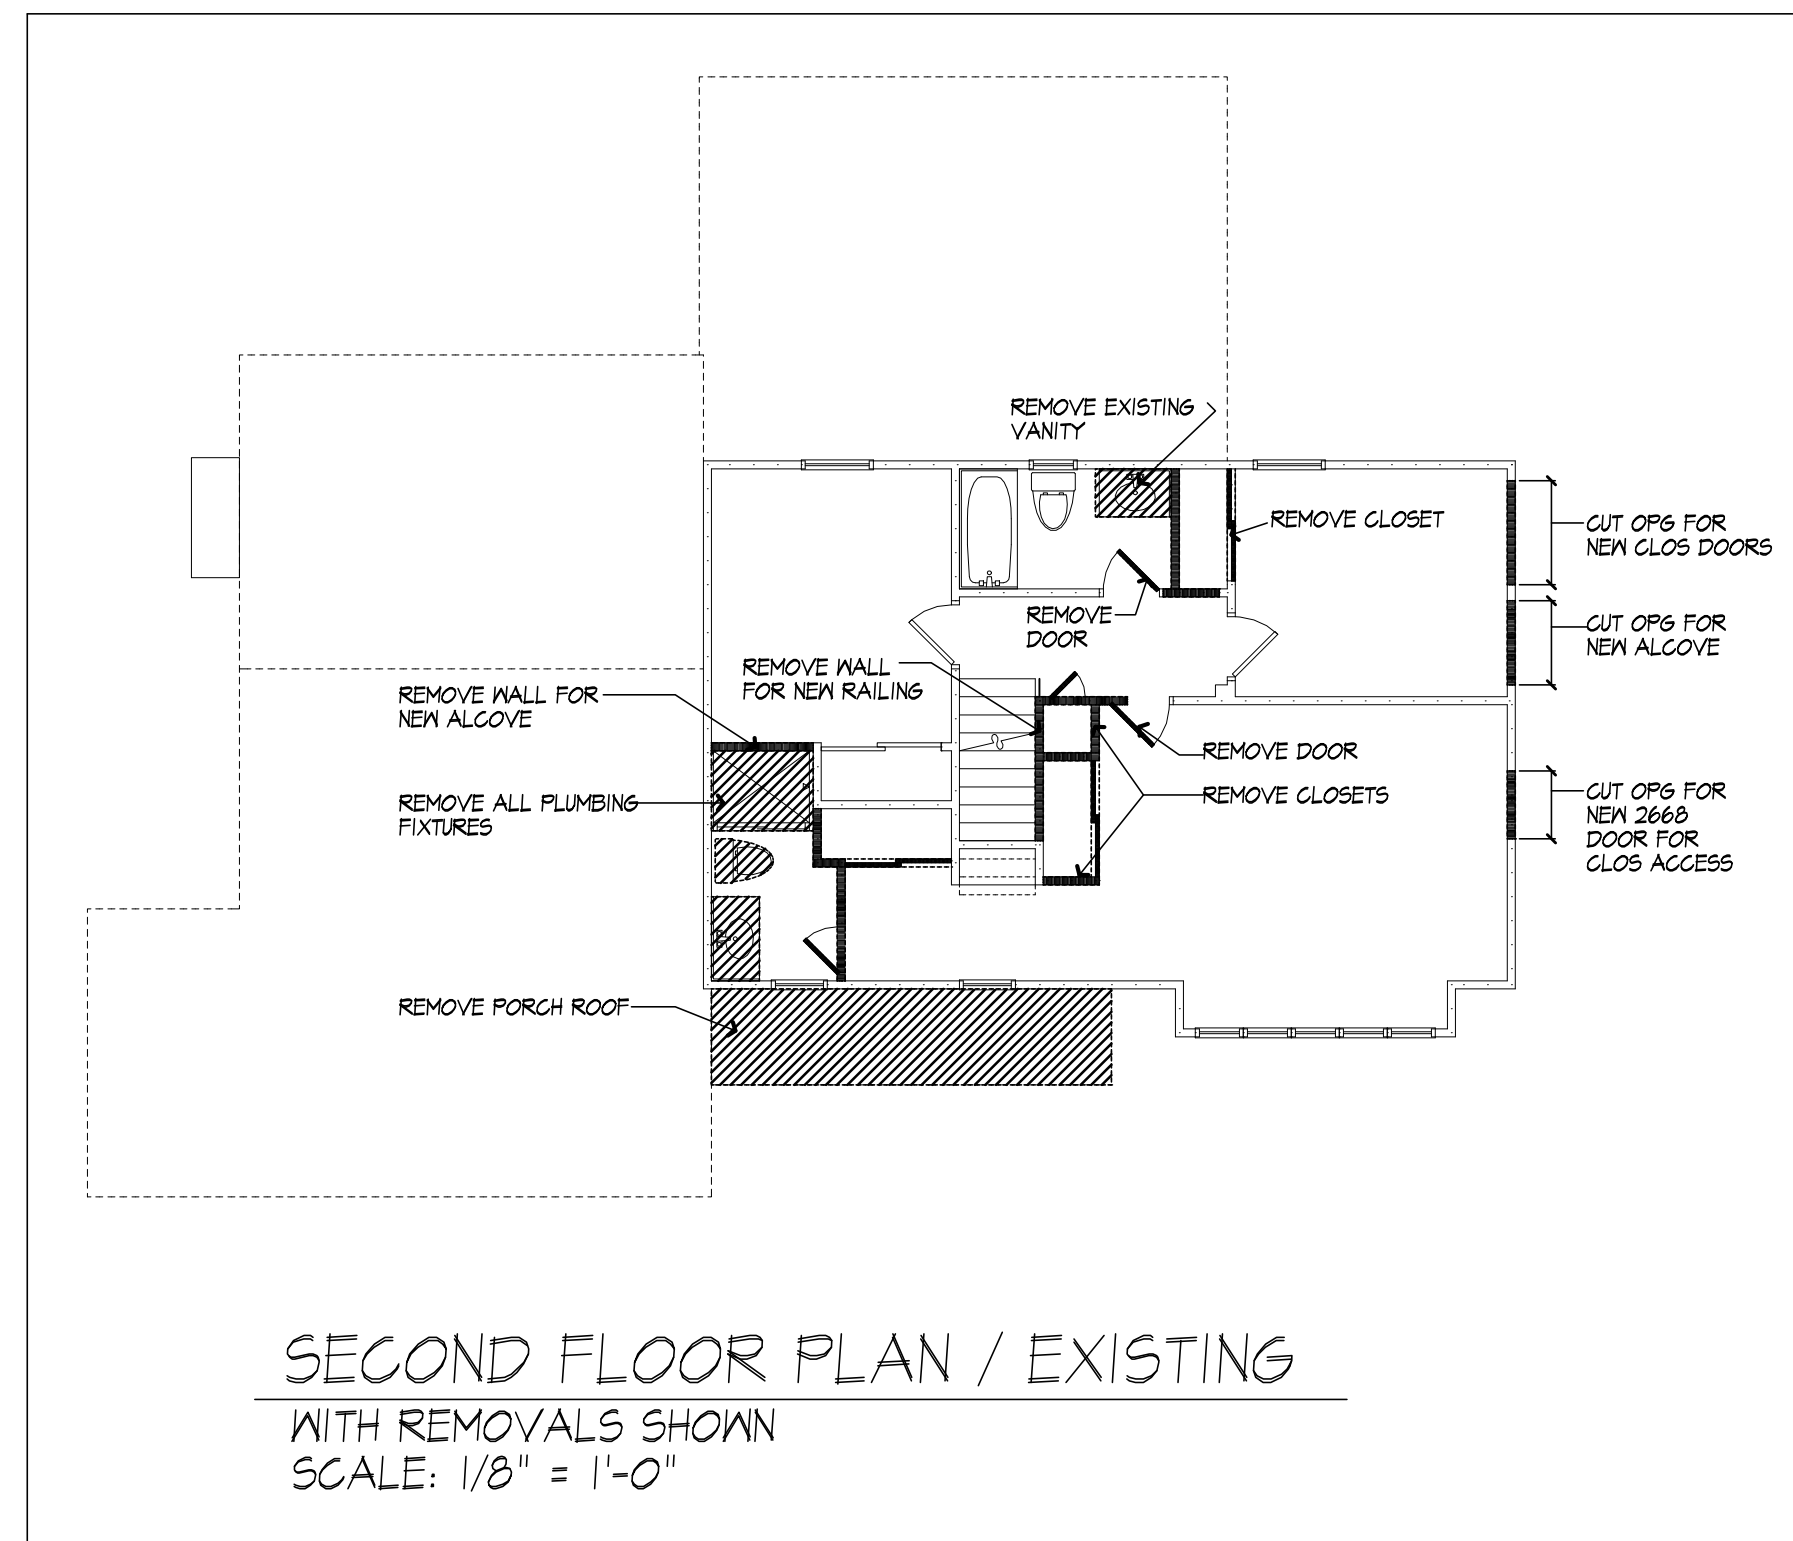 REMOVE EXISTING
VANITY
REMOVE CLOSET
CUT OPG FOR
NEW CLOS DOORS
REMOVE
DOOR
CUT OPG FOR
NEW ALCOVE
REMOVE WALL
FOR NEW RAILING
REMOVE WALL FOR
NEW ALCOVE
REMOVE DOOR
REMOVE ALL PLUMBING
FIXTURES
REMOVE CLOSETS
CUT OPG FOR
NEW 2668
DOOR FOR
CLOS ACCESS
REMOVE PORCH ROOF
SECOND FLOOR PLAN / EXISTING
WITH REMOVALS SHOWN
SCALE: 1/8" = 1'-0"